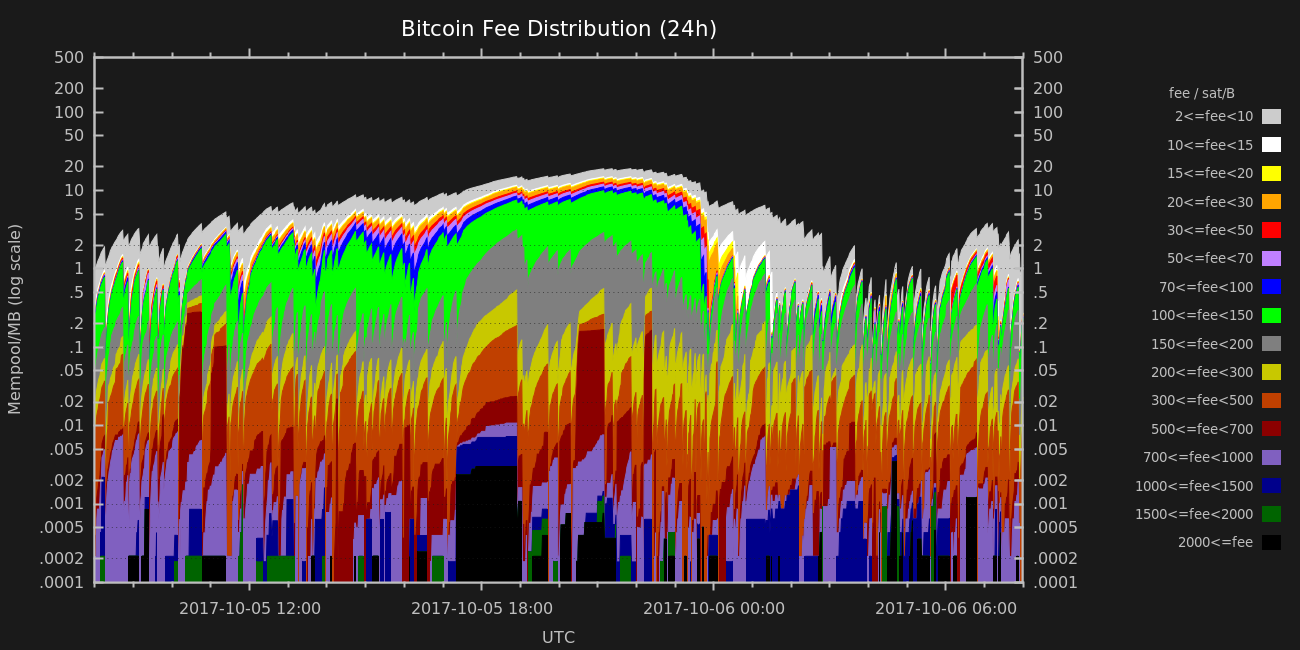 Bitcoin Fee Distribution (24h)
Mempool/MB (log scale)
500
200
100
50
20
10
5
2
1
.5
.2
.1
.05
.02
.01
.005
.002
.001
.0005
.0002
.0001
500
200
100
50
20
10
5
2
1
.5
.2
.1
.05
.02
.01
.005
.002
.001
.0005
.0002
.0001
2017-10-05 12:00 2017-10-05 18:00 2017-10-06 00:00 2017-10-06 06:00
UTC
fee / sat/B
2<=fee<10
10<=fee<15
15<=fee<20
20<=fee<30
30<=fee<50
50<=fee<70
70<=fee<100
100<=fee<150
150<=fee<200
200<=fee<300
300<=fee<500
500<=fee<700
700<=fee<1000
1000<=fee<1500
1500<=fee<2000
2000<=fee